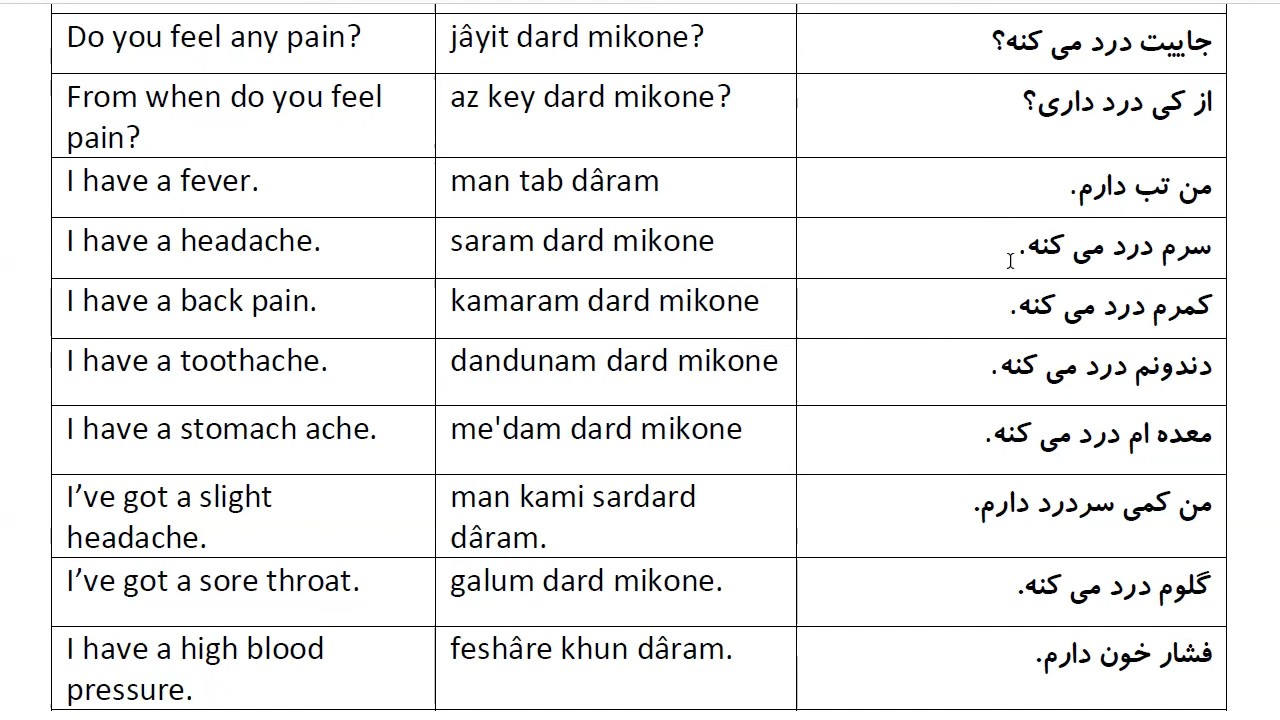 Do you feel any pain?
jâyit dard mikone?
جاییت درد می کنه؟
From when do you feel
pain?
az key dard mikone?
از کی درد داری؟
I have a fever.
man tab dâram
من تب دارم.
I have a headache.
saram dard mikone
سرم درد می کنه.
I have a back pain.
kamaram dard mikone
کمرم درد می کنه.
I have a toothache.
dandunam dard mikone
دندونم درد می کنه.
I have a stomach ache.
me'dam dard mikone
معده ام درد می کنه.
I’ve got a slight
headache.
man kami sardard
dâram.
من کمی سردرد دارم.
I’ve got a sore throat.
galum dard mikone.
گلوم درد می کنه.
I have a high blood
pressure.
feshâre khun dâram.
فشار خون دارم.